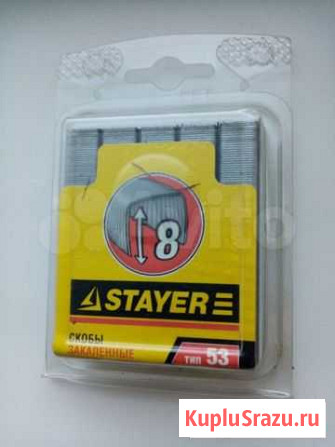 8
STAYER
СКОБЫ
ЗАКАЛЕННЫЕ
ТИП 53
KupluSrazu.ru